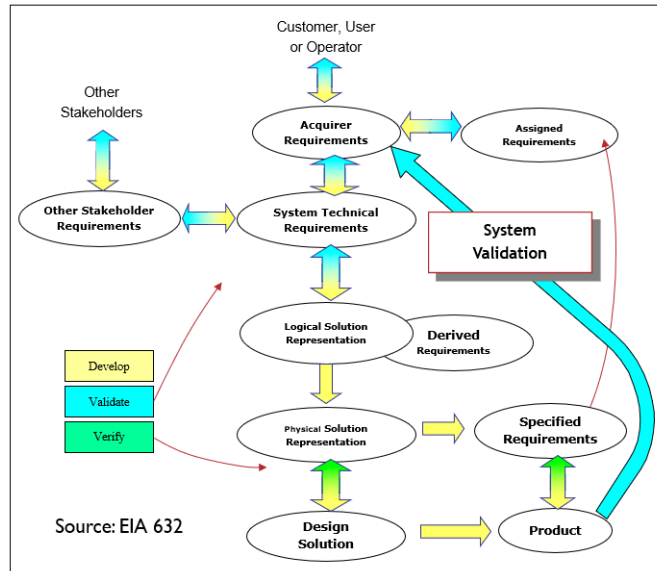 Customer, User
or Operator
Other
Stakeholders
Acquirer
Requirements
Assigned
Requirements
Other Stakeholder
Requirements
System Technical
Requirements
System
Validation
Logical Solution
Representation
Derived
Requirements
Develop
Validate
Verify
Physical Solution
Representation
Specified
Requirements
Source: EIA 632
Design
Solution
Product